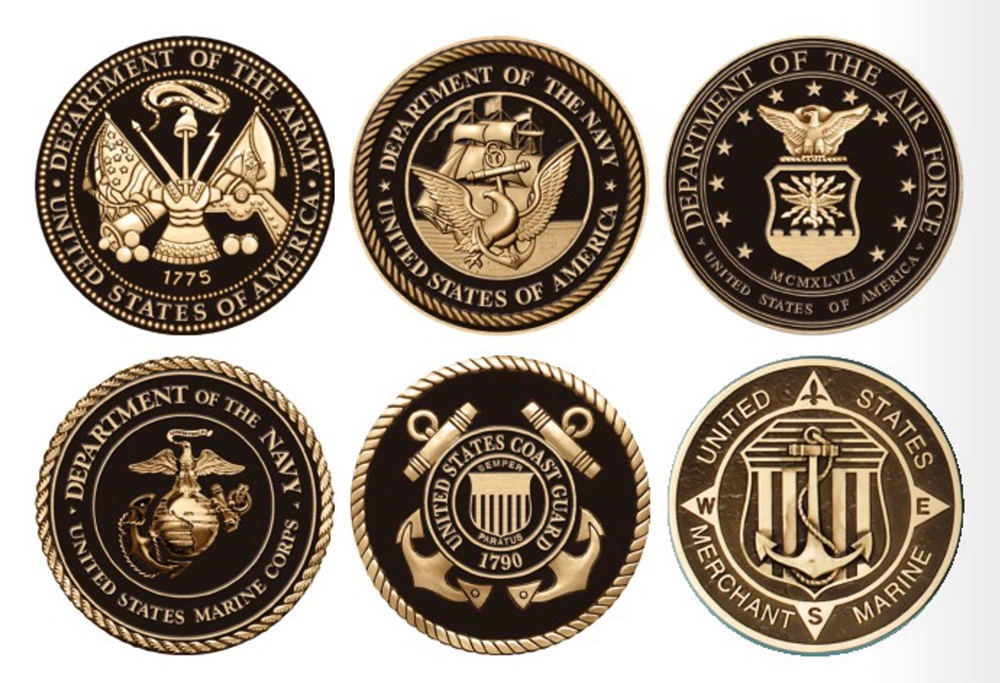 DEPARTMENT OF THE ARMY
UNITED STATES OF AMERICA
1775
DEPARTMENT OF THE NAVY
UNITED STATES OF AMERICA
DEPARTMENT OF THE AIR FORCE
MCMXLVII
UNITED STATES OF AMERICA
DEPARTMENT OF THE NAVY
UNITED STATES MARINE CORPS
UNITED STATES COAST GUARD
SEMPER
PARATUS
1790
UNITED STATES
W E
S
MERCHANT MARINE